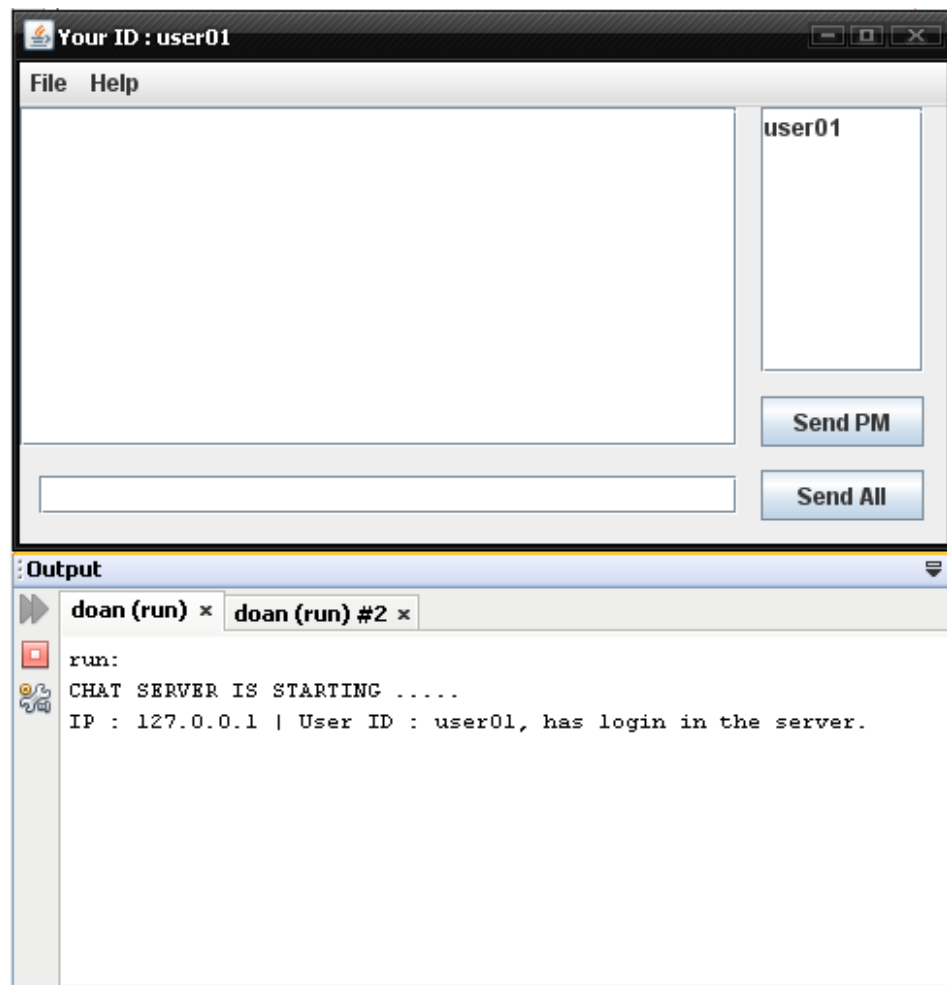 Your ID : user01
File Help
user01
Send PM
Send All
Output
doan (run) × doan (run) #2 ×
run:
CHAT SERVER IS STARTING .....
IP : 127.0.0.1 | User ID : user01, has login in the server.